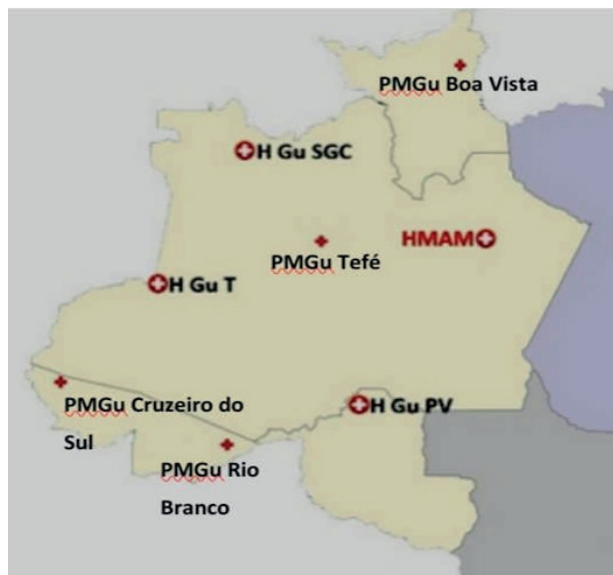 PMGu Boa Vista
H Gu SGC
HMAM
PMGu Tefé
H Gu T
PMGu Cruzeiro do
Sul
H Gu PV
PMGu Rio
Branco